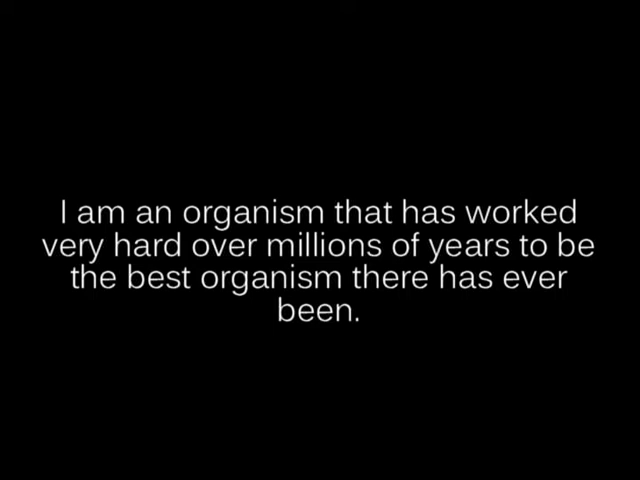 I am an organism that has worked
very hard over millions of years to be
the best organism there has ever
been.